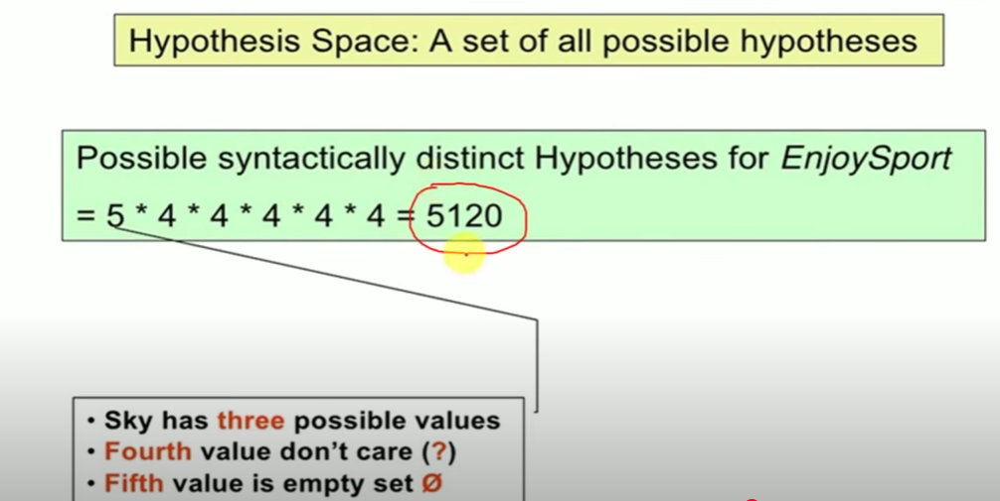 Hypothesis Space: A set of all possible hypotheses
Possible syntactically distinct Hypotheses for EnjoySport
= 5 * 4 * 4 * 4 * 4 * 4 = 5120
• Sky has three possible values
• Fourth value don't care (?)
• Fifth value is empty set Ø